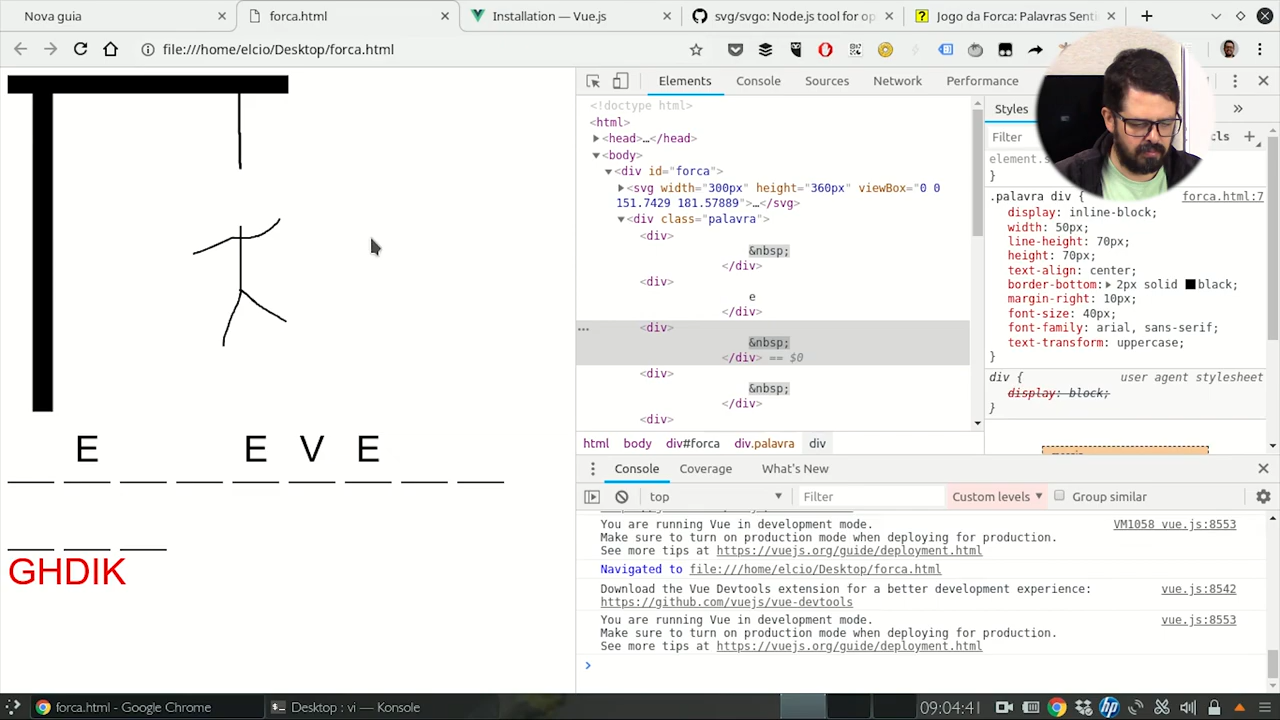 Nova guia
forca.html
Installation — Vue.js
svg/svgo: Node.js tool for op
Jogo da Forca: Palavras Senti
file:///home/elcio/Desktop/forca.html
Elements
Console
Sources
Network
Performance
<!doctype html>
<html>
<head>…</head>
<body>
<div id="forca">
<svg width="300px" height="360px" viewBox="0 0
151.7429 181.57889">…</svg>
<div class="palavra">
<div>
&nbsp;
</div>
<div>
e
</div>
<div>
&nbsp;
</div> == $0
<div>
&nbsp;
</div>
<div>
html
body
div#forca
div.palavra
div
Styles
Filter
cls
element.s
}
.palavra div {
forca.html:7
display: inline-block;
width: 50px;
line-height: 70px;
height: 70px;
text-align: center;
border-bottom: 2px solid black;
margin-right: 10px;
font-size: 40px;
font-family: arial, sans-serif;
text-transform: uppercase;
}
div {
user agent stylesheet
display: block;
}
E E V E
GHDIK
Console
Coverage
What's New
top
Filter
Custom levels
Group similar
You are running Vue in development mode.
VM1058 vue.js:8553
Make sure to turn on production mode when deploying for production.
See more tips at https://vuejs.org/guide/deployment.html
Navigated to file:///home/elcio/Desktop/forca.html
Download the Vue Devtools extension for a better development experience:
vue.js:8542
https://github.com/vuejs/vue-devtools
You are running Vue in development mode.
vue.js:8553
Make sure to turn on production mode when deploying for production.
See more tips at https://vuejs.org/guide/deployment.html
forca.html - Google Chrome
Desktop : vi — Konsole
09:04:41